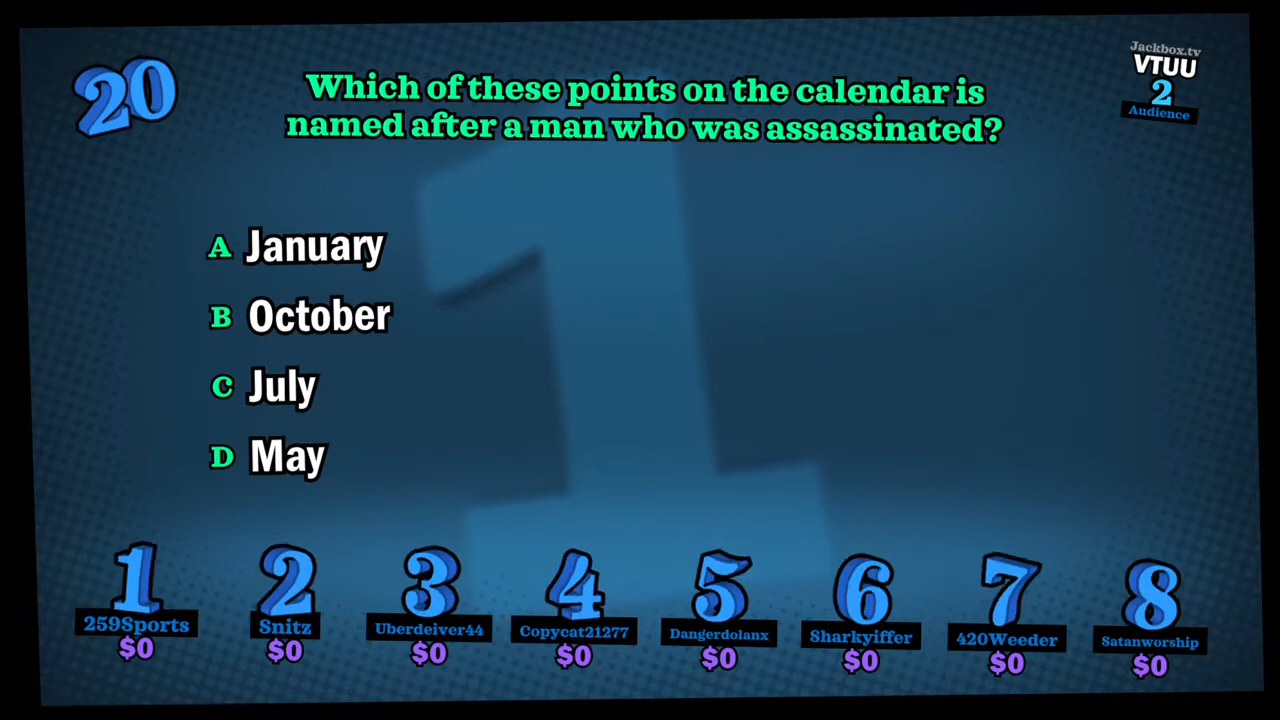 20
Which of these points on the calendar is
named after a man who was assassinated?
Jackbox.tv
VTUU
2
Audience
A January
B October
C July
D May
1 2 3 4 5 6 7 8
259Sports Snitz Uberdeiver44 Copycat21277 Dangerdolanx Sharkyiffer 420Weeder Satanworship
$0 $0 $0 $0 $0 $0 $0 $0